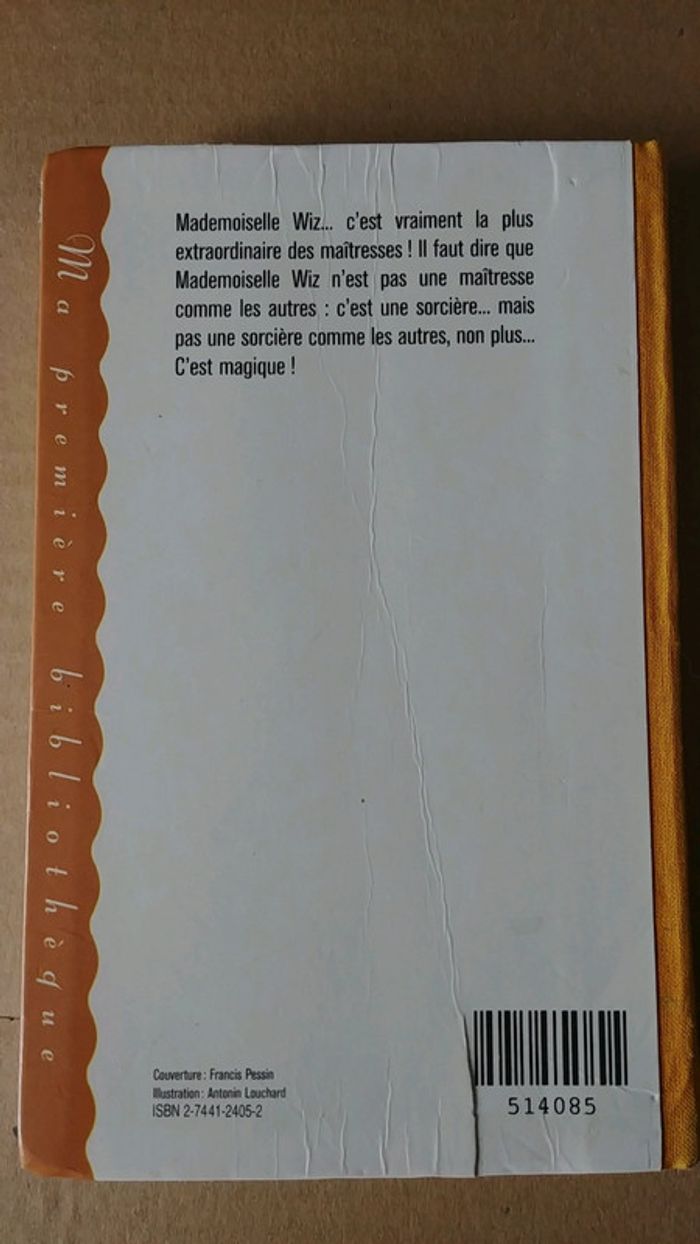 Mademoiselle Wiz... c'est vraiment la plus
extraordinaire des maîtresses ! Il faut dire que
Mademoiselle Wiz n'est pas une maîtresse
comme les autres : c'est une sorcière... mais
pas une sorcière comme les autres, non plus...
C'est magique !
Ma première bibliothèque
Couverture : Francis Pessin
Illustration : Antonin Louchard
ISBN 2-7441-2405-2
514085